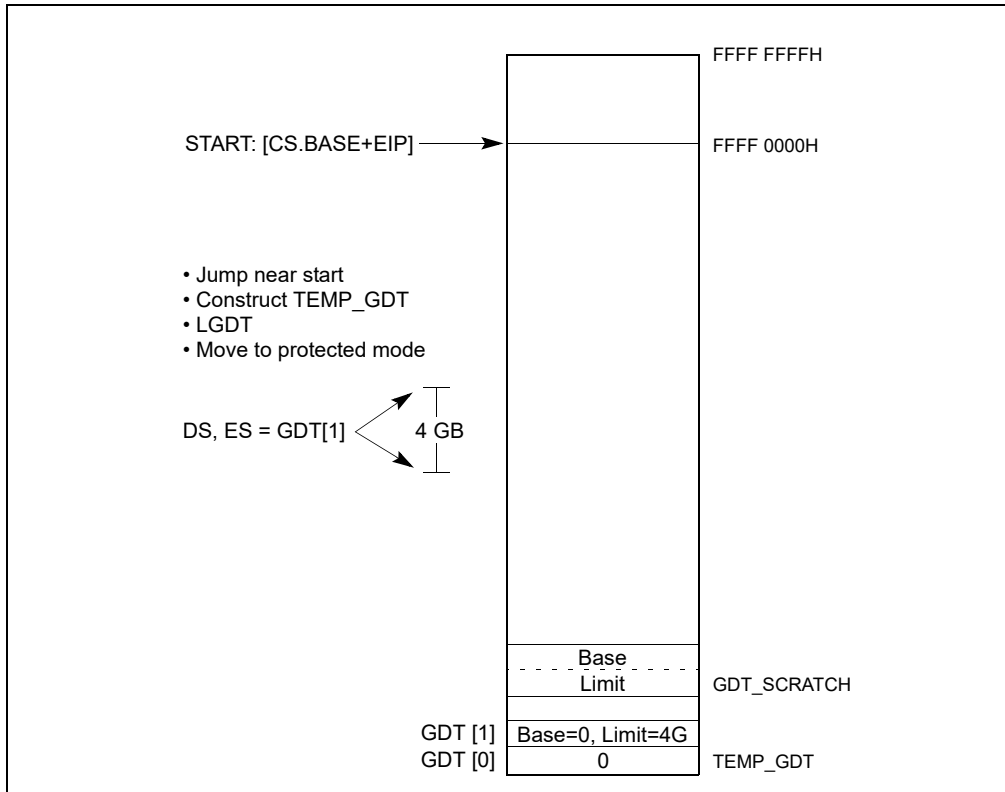 FFFF FFFFH
START: [CS.BASE+EIP]
FFFF 0000H
• Jump near start
• Construct TEMP_GDT
• LGDT
• Move to protected mode
DS, ES = GDT[1]
4 GB
Base
Limit
GDT_SCRATCH
GDT [1]
Base=0, Limit=4G
GDT [0]
0
TEMP_GDT